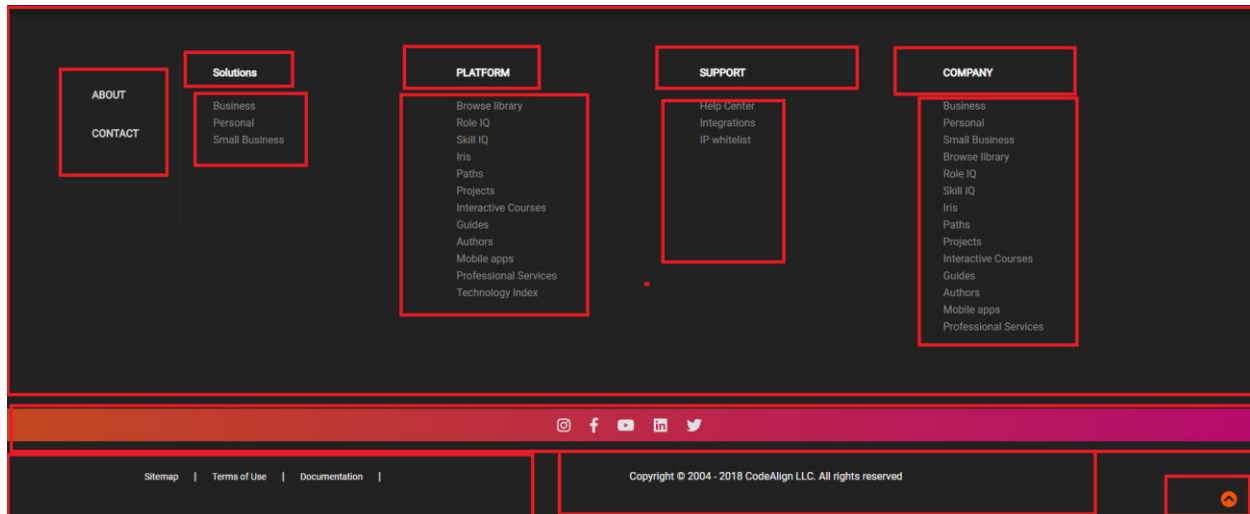 ABOUT
CONTACT
Solutions
Business
Personal
Small Business
PLATFORM
Browse library
Role IQ
Skill IQ
Iris
Paths
Projects
Interactive Courses
Guides
Authors
Mobile apps
Professional Services
Technology Index
SUPPORT
Help Center
Integrations
IP whitelist
COMPANY
Business
Personal
Small Business
Browse library
Role IQ
Skill IQ
Iris
Paths
Projects
Interactive Courses
Guides
Authors
Mobile apps
Professional Services
Sitemap | Terms of Use | Documentation |
Copyright © 2004 - 2018 CodeAlign LLC. All rights reserved